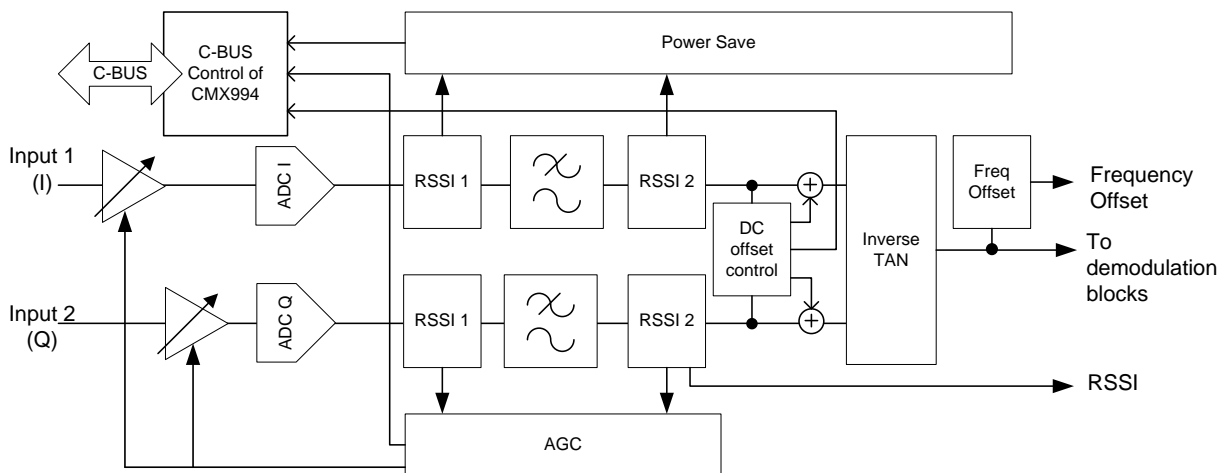 C-BUS
C-BUS
Control of
CMX994
Power Save
Input 1
(I)
ADC I
RSSI 1
RSSI 2
Freq
Offset
Frequency
Offset
DC
offset
control
Inverse
TAN
To
demodulation
blocks
Input 2
(Q)
ADC Q
RSSI 1
RSSI 2
RSSI
AGC